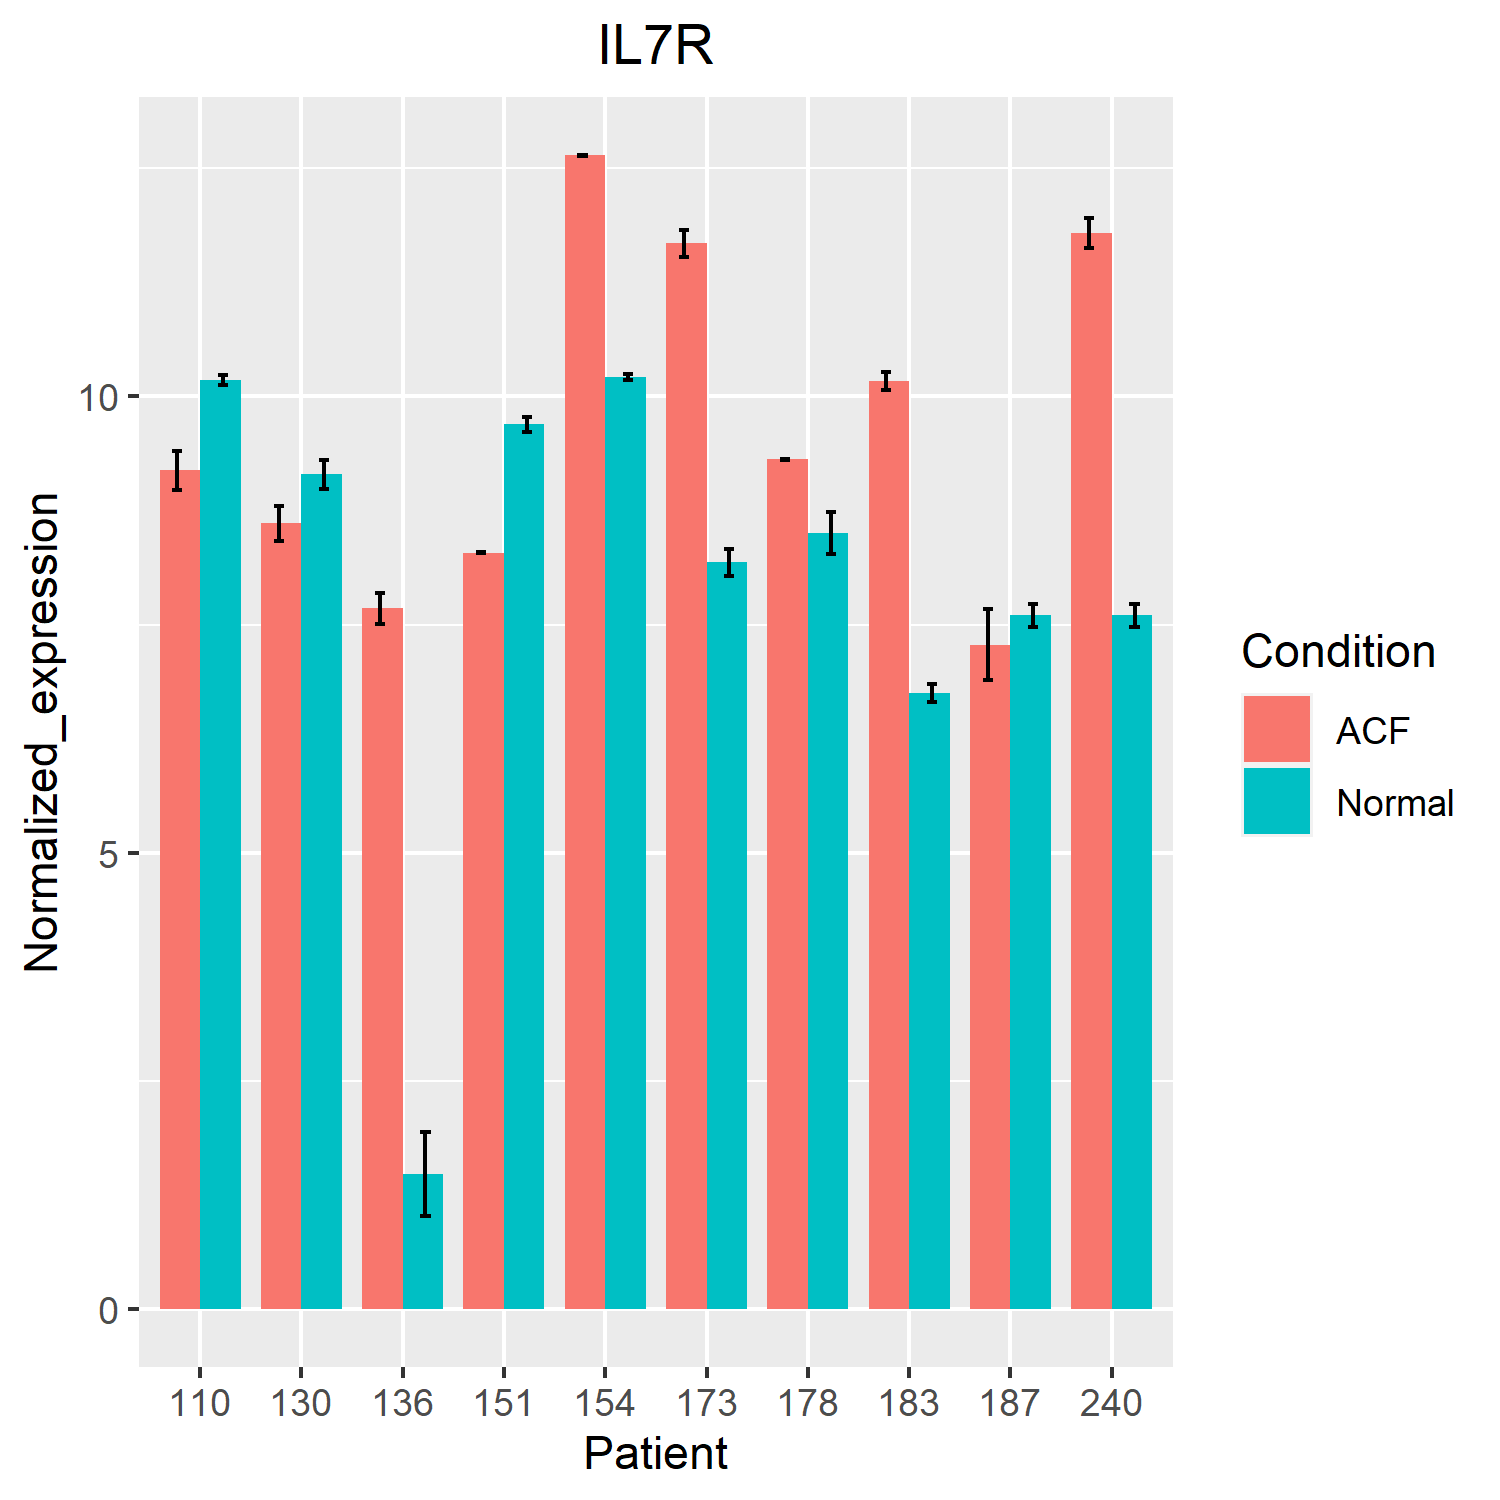 IL7R
Normalized_expression
10
5
0
110 130 136 151 154 173 178 183 187 240
Patient
Condition
ACF
Normal